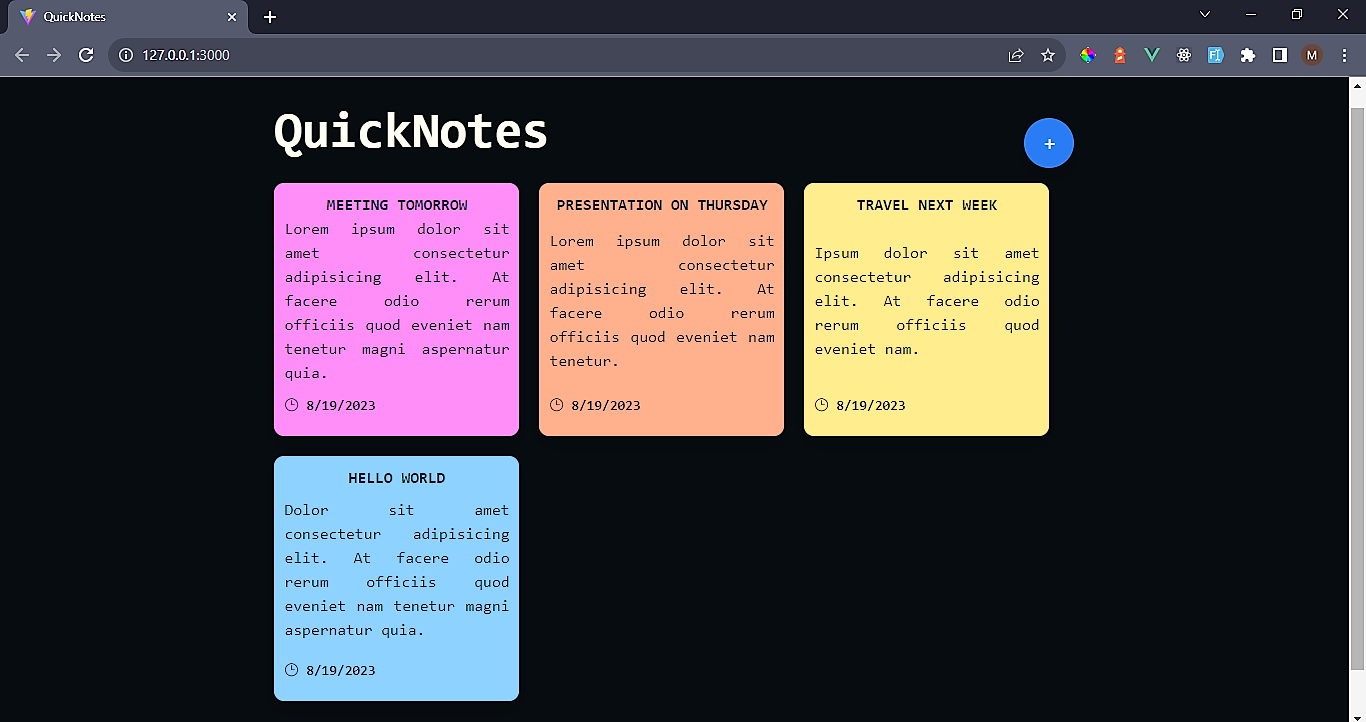 QuickNotes
127.0.0.1:3000
M
QuickNotes
+
MEETING TOMORROW
Lorem ipsum dolor sit
amet consectetur
adipisicing elit. At
facere odio rerum
officiis quod eveniet nam
tenetur magni aspernatur
quia.
8/19/2023
PRESENTATION ON THURSDAY
Lorem ipsum dolor sit
amet consectetur
adipisicing elit. At
facere odio rerum
officiis quod eveniet nam
tenetur.
8/19/2023
TRAVEL NEXT WEEK
Ipsum dolor sit amet
consectetur adipisicing
elit. At facere odio
rerum officiis quod
eveniet nam.
8/19/2023
HELLO WORLD
Dolor sit amet
consectetur adipisicing
elit. At facere odio
rerum officiis quod
eveniet nam tenetur magni
aspernatur quia.
8/19/2023